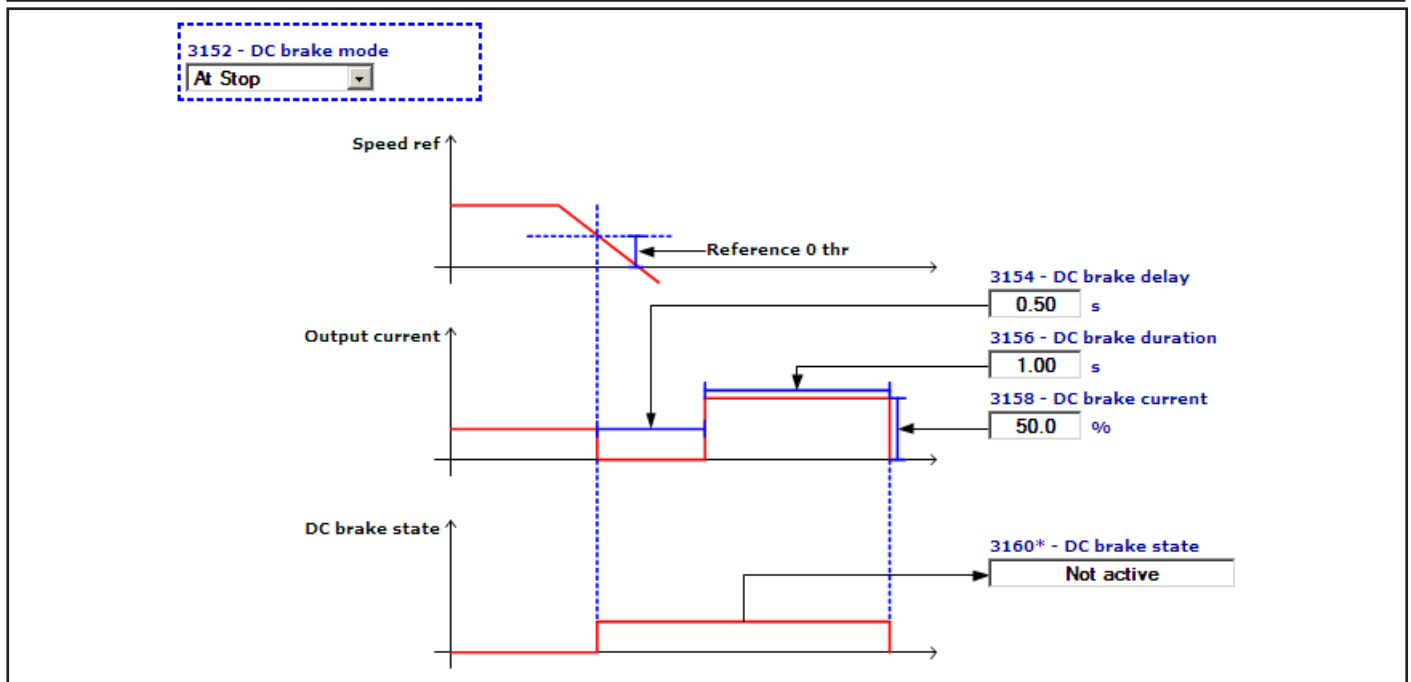 3152 - DC brake mode
At Stop
Speed ref
Reference 0 thr
3154 - DC brake delay
0.50 s
Output current
3156 - DC brake duration
1.00 s
3158 - DC brake current
50.0 %
DC brake state
3160* - DC brake state
Not active